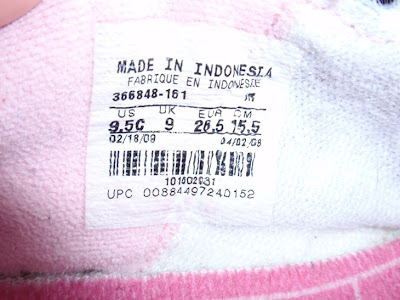 MADE IN INDONESIA
FABRIQUE EN INDONESIE
366848-161
US UK EUR CM
9.5C 9 26.5 15.5
02/18/09 04/02/08
101002031
UPC 00884497240152